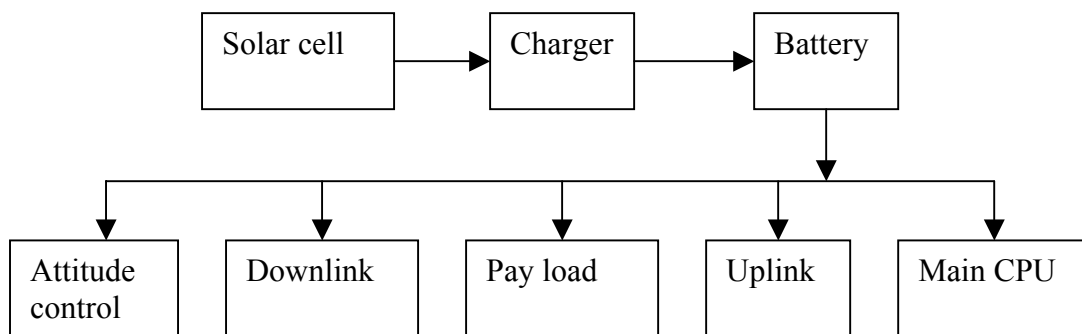 Solar cell
Charger
Battery
Attitude
control
Downlink
Pay load
Uplink
Main CPU